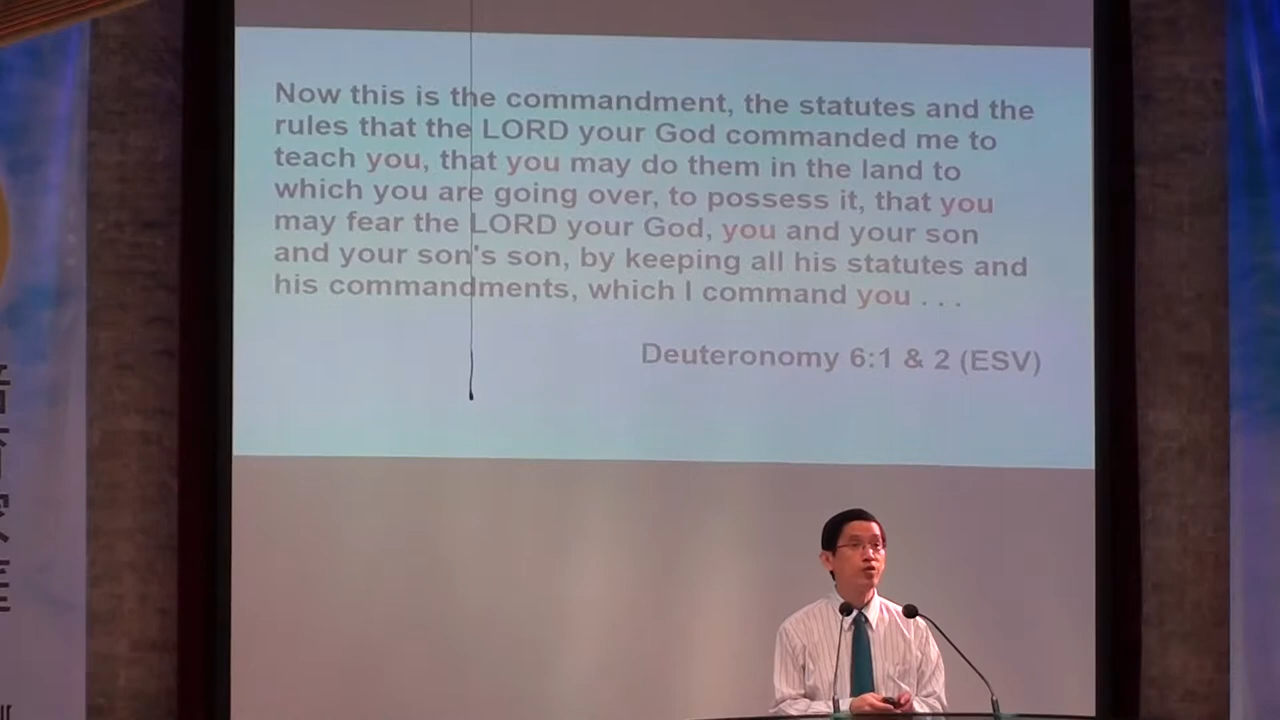 Now this is the commandment, the statutes and the
rules that the LORD your God commanded me to
teach you, that you may do them in the land to
which you are going over, to possess it, that you
may fear the LORD your God, you and your son
and your son's son, by keeping all his statutes and
his commandments, which I command you . . .
Deuteronomy 6:1 & 2 (ESV)